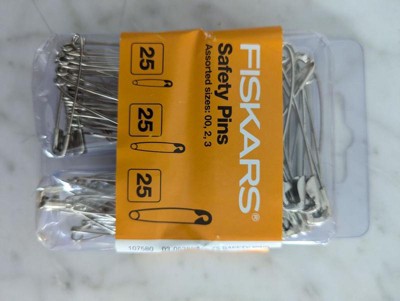 FISKARS®
Safety Pins
Assorted sizes: 00, 2, 3
25
25
25